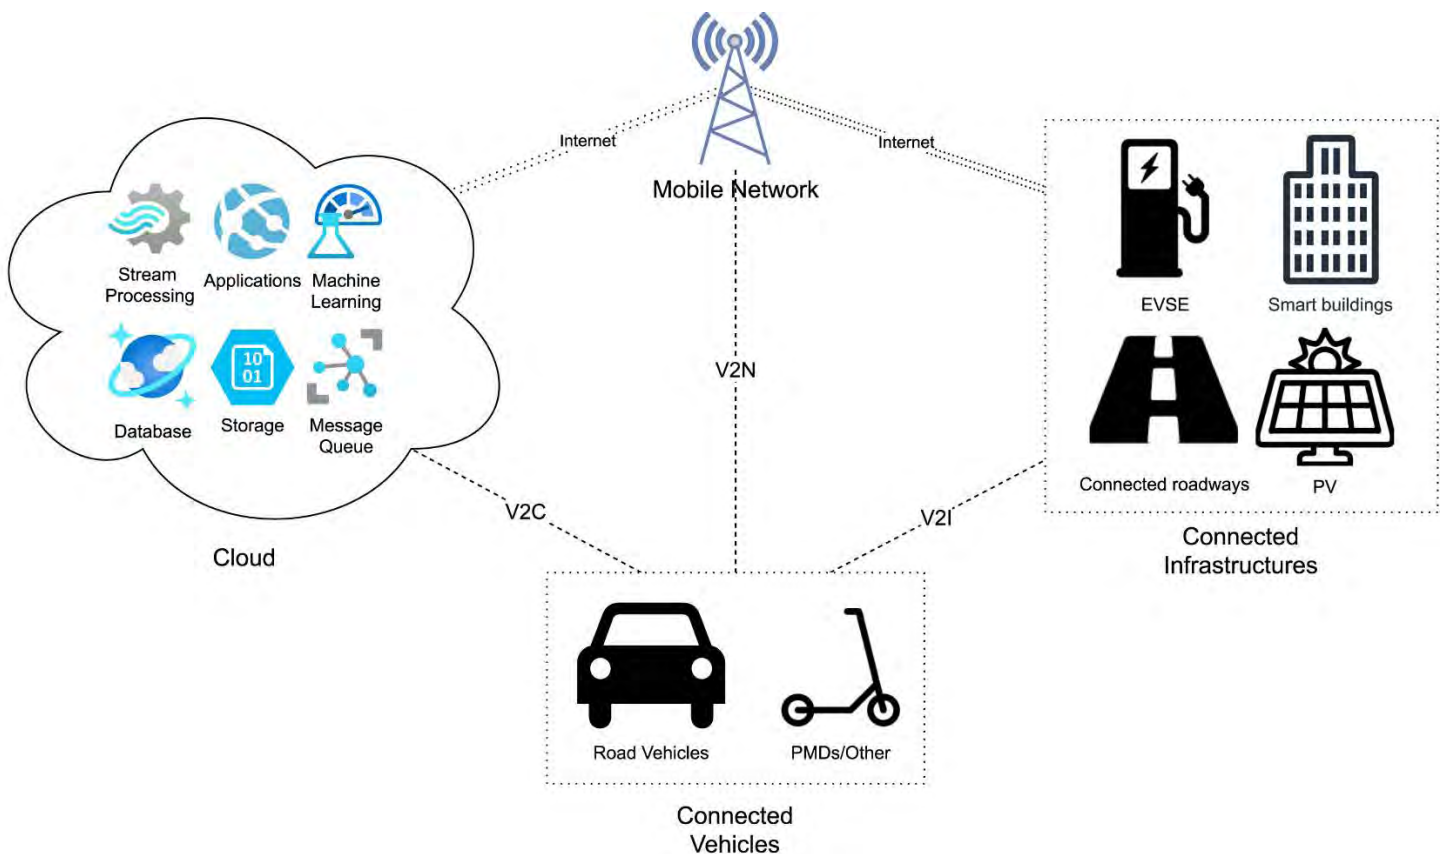 Internet
Internet
Mobile Network
Stream
Processing
Applications
Machine
Learning
EVSE
Smart buildings
Database
Storage
10
01
Message
Queue
V2N
Connected roadways
PV
V2C
V2I
Cloud
Connected
Infrastructures
Road Vehicles
PMDs/Other
Connected
Vehicles